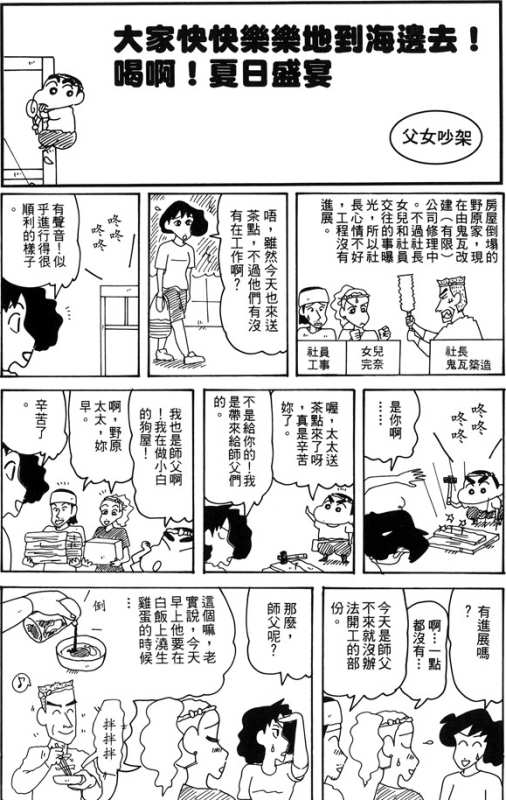 大家快快樂樂地到海邊去！
喝啊！夏日盛宴
父女吵架
房屋倒塌的
野原家，現
在由鬼瓦改
建（有限）
公司修理中
。不過社長
女兒和社員
交往的事曝
光，所以社
長心情不好
，工程沒有
進展。
社長
鬼瓦築造
女兒
完奈
社員
工事
唔，雖然今天也來送
茶點，不過他們有沒
有在工作啊？
咚咚
咚咚
有聲音！似
乎進行得很
順利的樣子
。
咚咚
咚咚
是你啊
……
喔，太太送
茶點來了呀
，真是辛苦
妳了。
不是給你的！我
是帶來給師父們
的。
我也是師父啊
！我在做小白
的狗屋！
啊，野原
太太，妳
早。
辛苦了
。
有進展嗎
？
啊…一點
都沒有…
今天是師父
不來就沒辦
法開工的部
份。
那麼，
師父呢？
這個嘛，老
實說，今天
早上他要在
白飯上澆生
雞蛋的時候
…
倒
拌拌拌